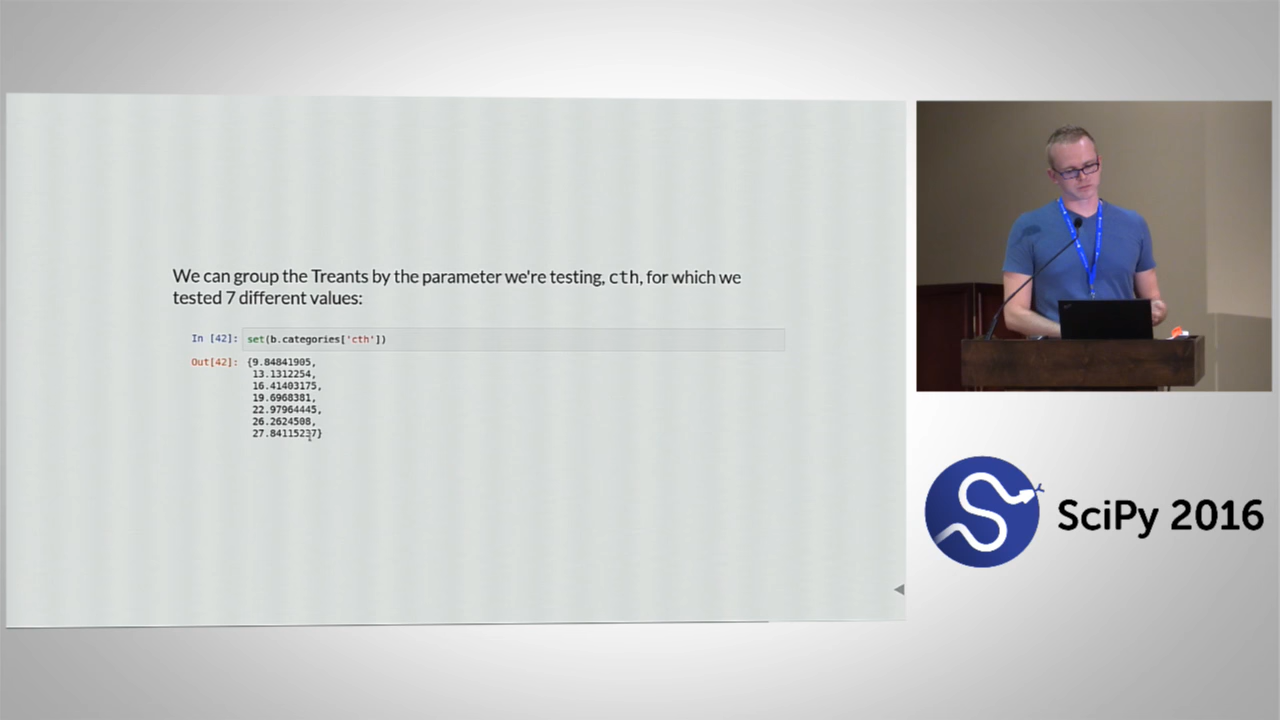 We can group the Treants by the parameter we're testing, cth, for which we
tested 7 different values:
In [42]: set(b.categories['cth'])
Out[42]: {9.84841905,
13.1312254,
16.41403175,
19.6968381,
22.97964445,
26.2624508,
27.84115237}
SciPy 2016